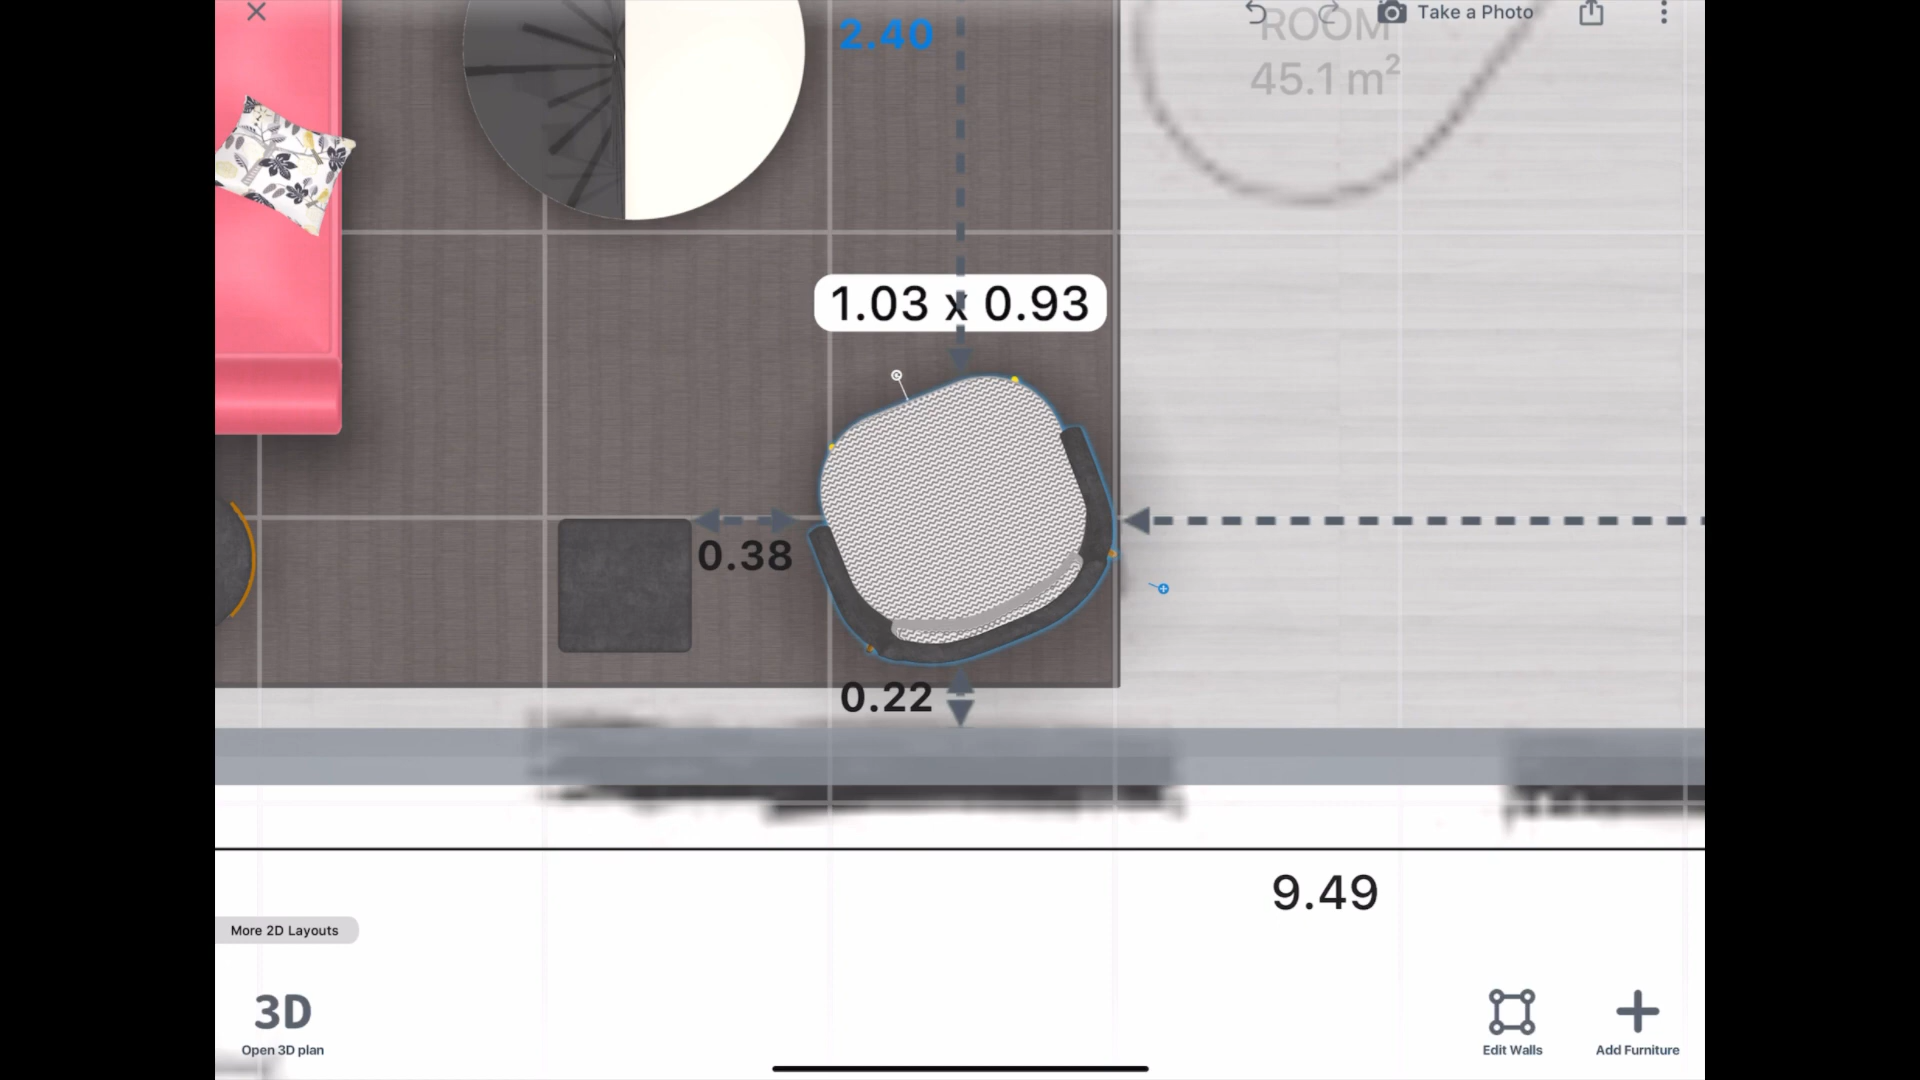 Take a Photo
2.40
ROOM
45.1 m²
1.03 x 0.93
0.38
0.22
9.49
More 2D Layouts
3D
Open 3D plan
Edit Walls
Add Furniture